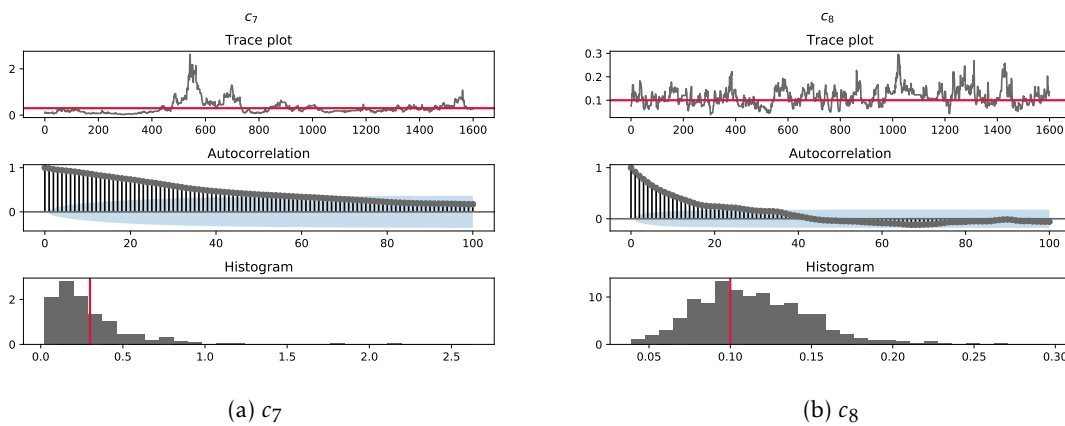 c7
Trace plot
2
0
0 200 400 600 800 1000 1200 1400 1600
Autocorrelation
1
0
0 20 40 60 80 100
Histogram
2
0
0.0 0.5 1.0 1.5 2.0 2.5
(a) c7
c8
Trace plot
0.3
0.2
0.1
0 200 400 600 800 1000 1200 1400 1600
Autocorrelation
1
0
0 20 40 60 80 100
Histogram
10
0
0.05 0.10 0.15 0.20 0.25 0.30
(b) c8